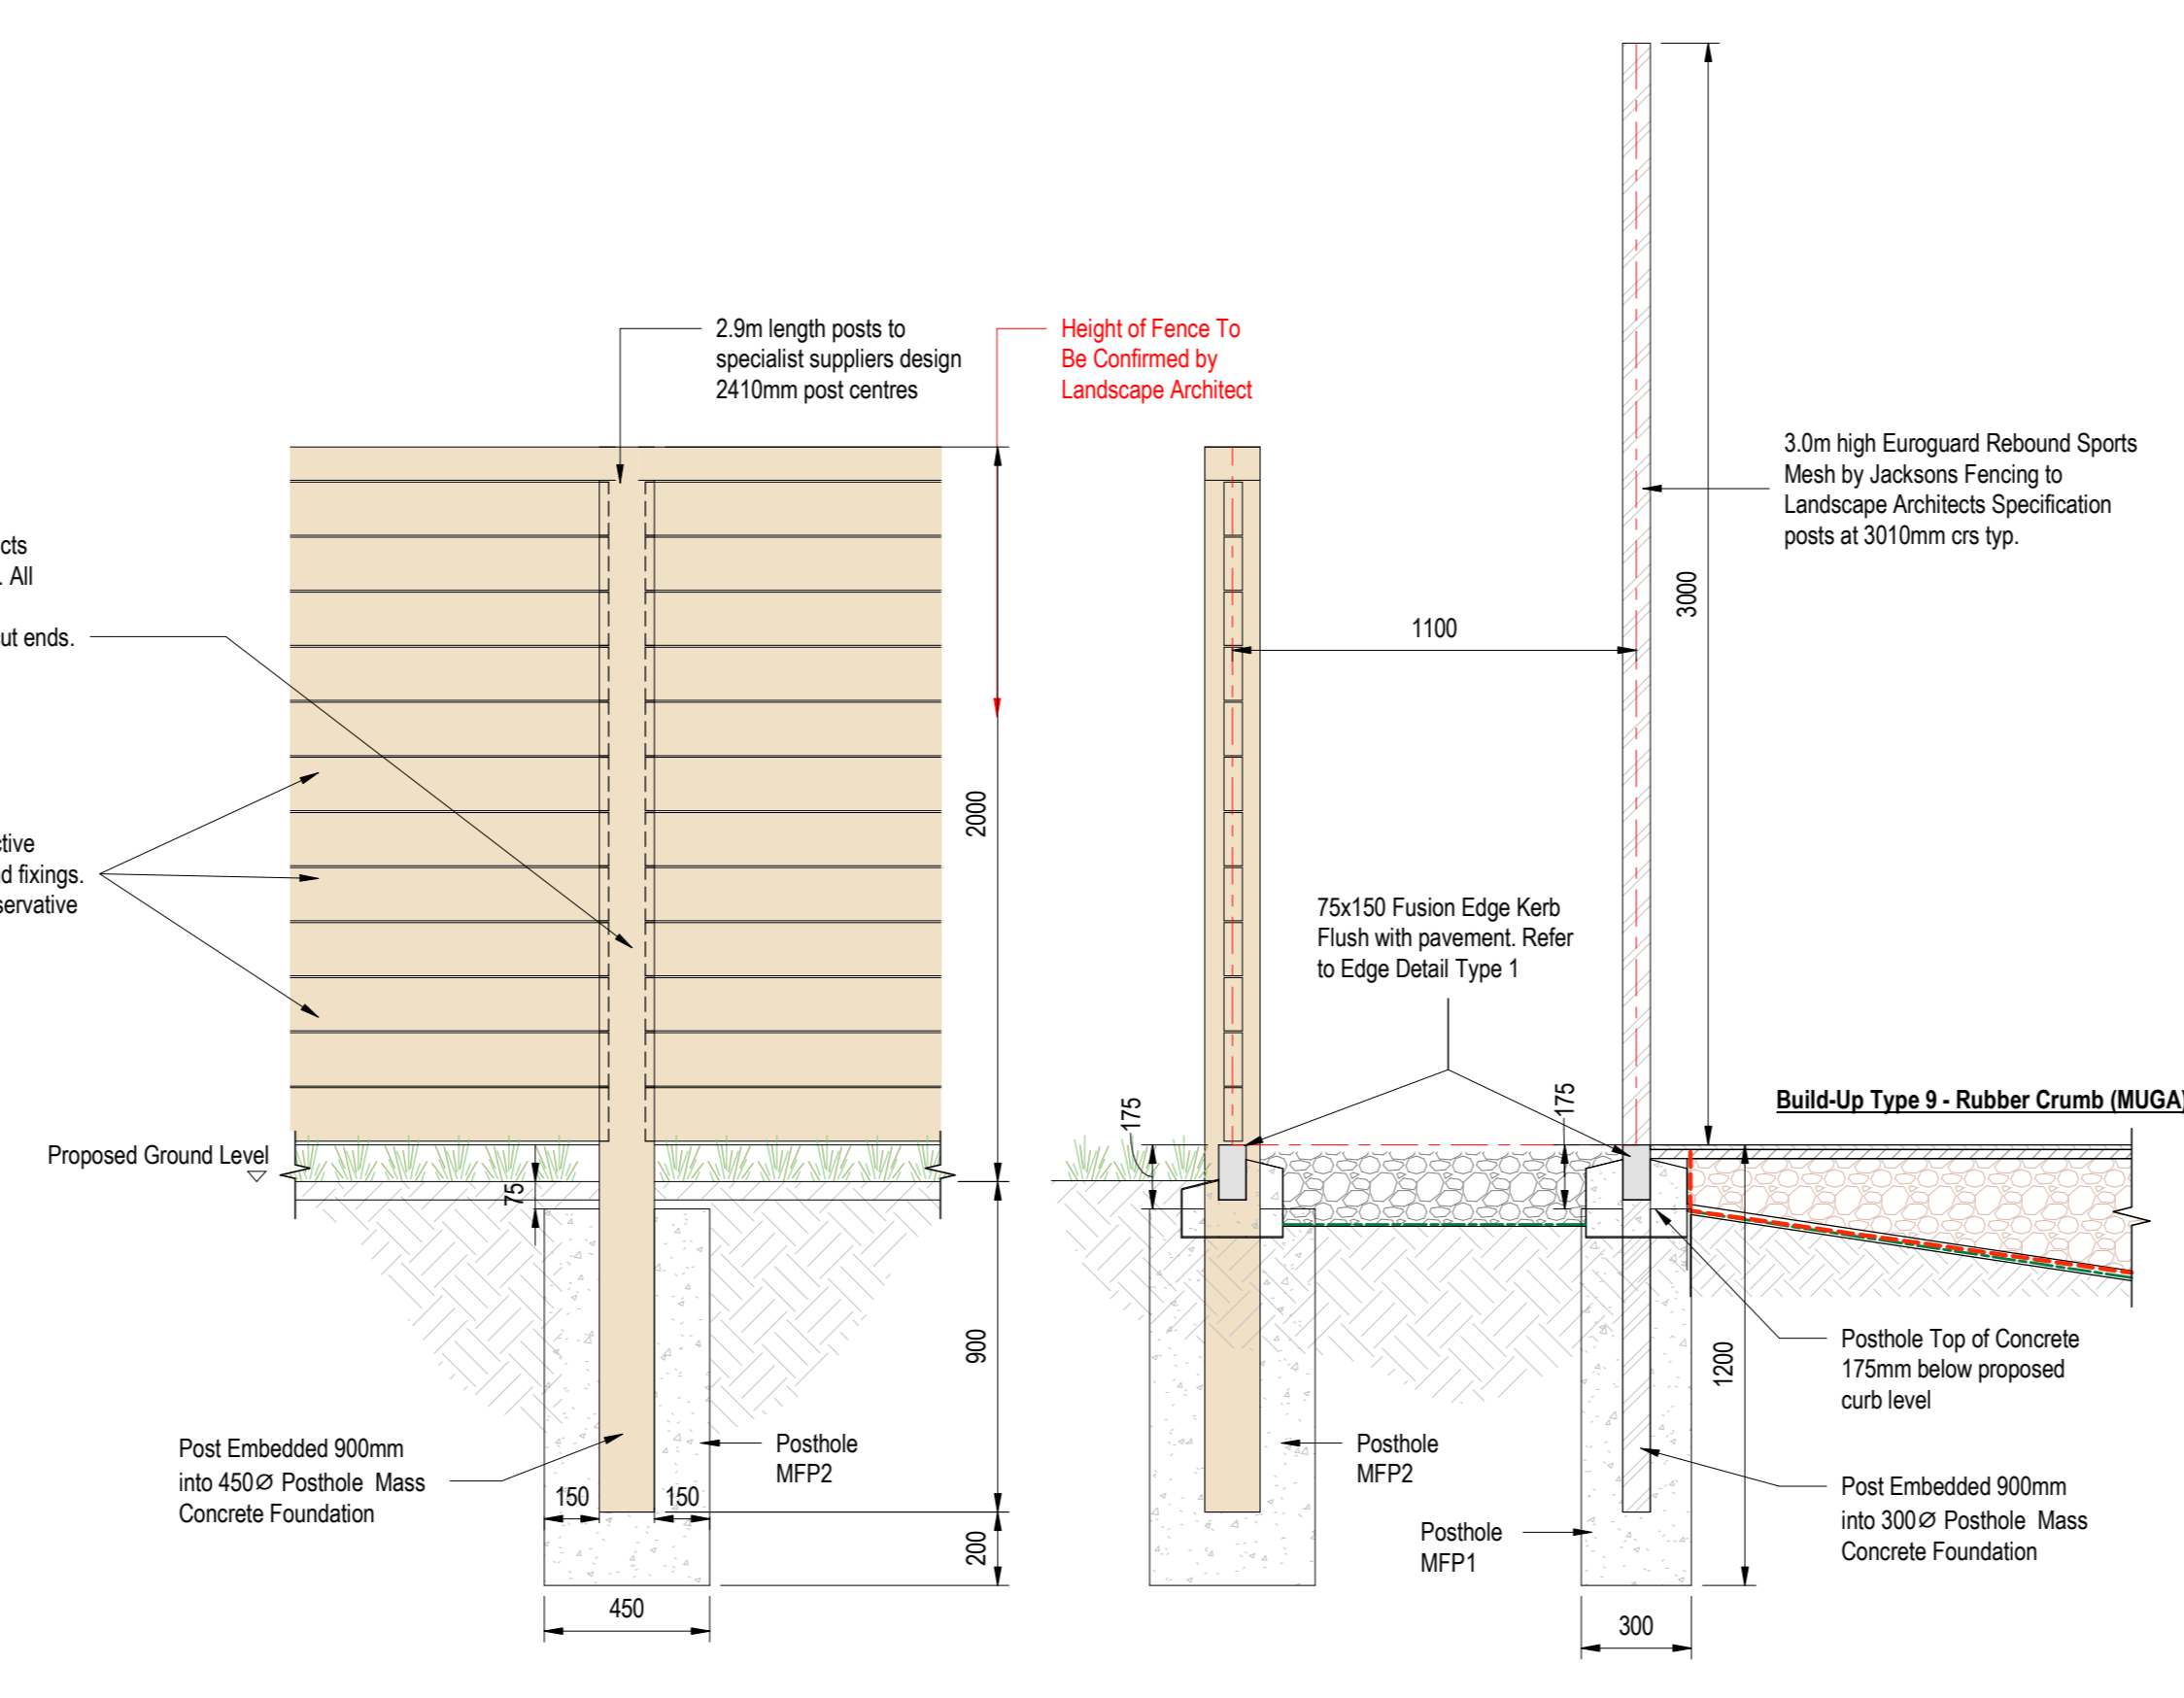 2.9m length posts to
specialist suppliers design
2410mm post centres
Height of Fence To
Be Confirmed by
Landscape Architect
3.0m high Euroguard Rebound Sports
Mesh by Jacksons Fencing to
Landscape Architects Specification
posts at 3010mm crs typ.
cts
. All
ut ends.
3000
1100
2000
ctive
d fixings.
servative
75x150 Fusion Edge Kerb
Flush with pavement. Refer
to Edge Detail Type 1
175
175
Build-Up Type 9 - Rubber Crumb (MUGA)
Proposed Ground Level
75
900
1200
Posthole Top of Concrete
175mm below proposed
curb level
Post Embedded 900mm
into 450Ø Posthole Mass
Concrete Foundation
150
150
Posthole
MFP2
Posthole
MFP2
200
Posthole
MFP1
Post Embedded 900mm
into 300Ø Posthole Mass
Concrete Foundation
450
300